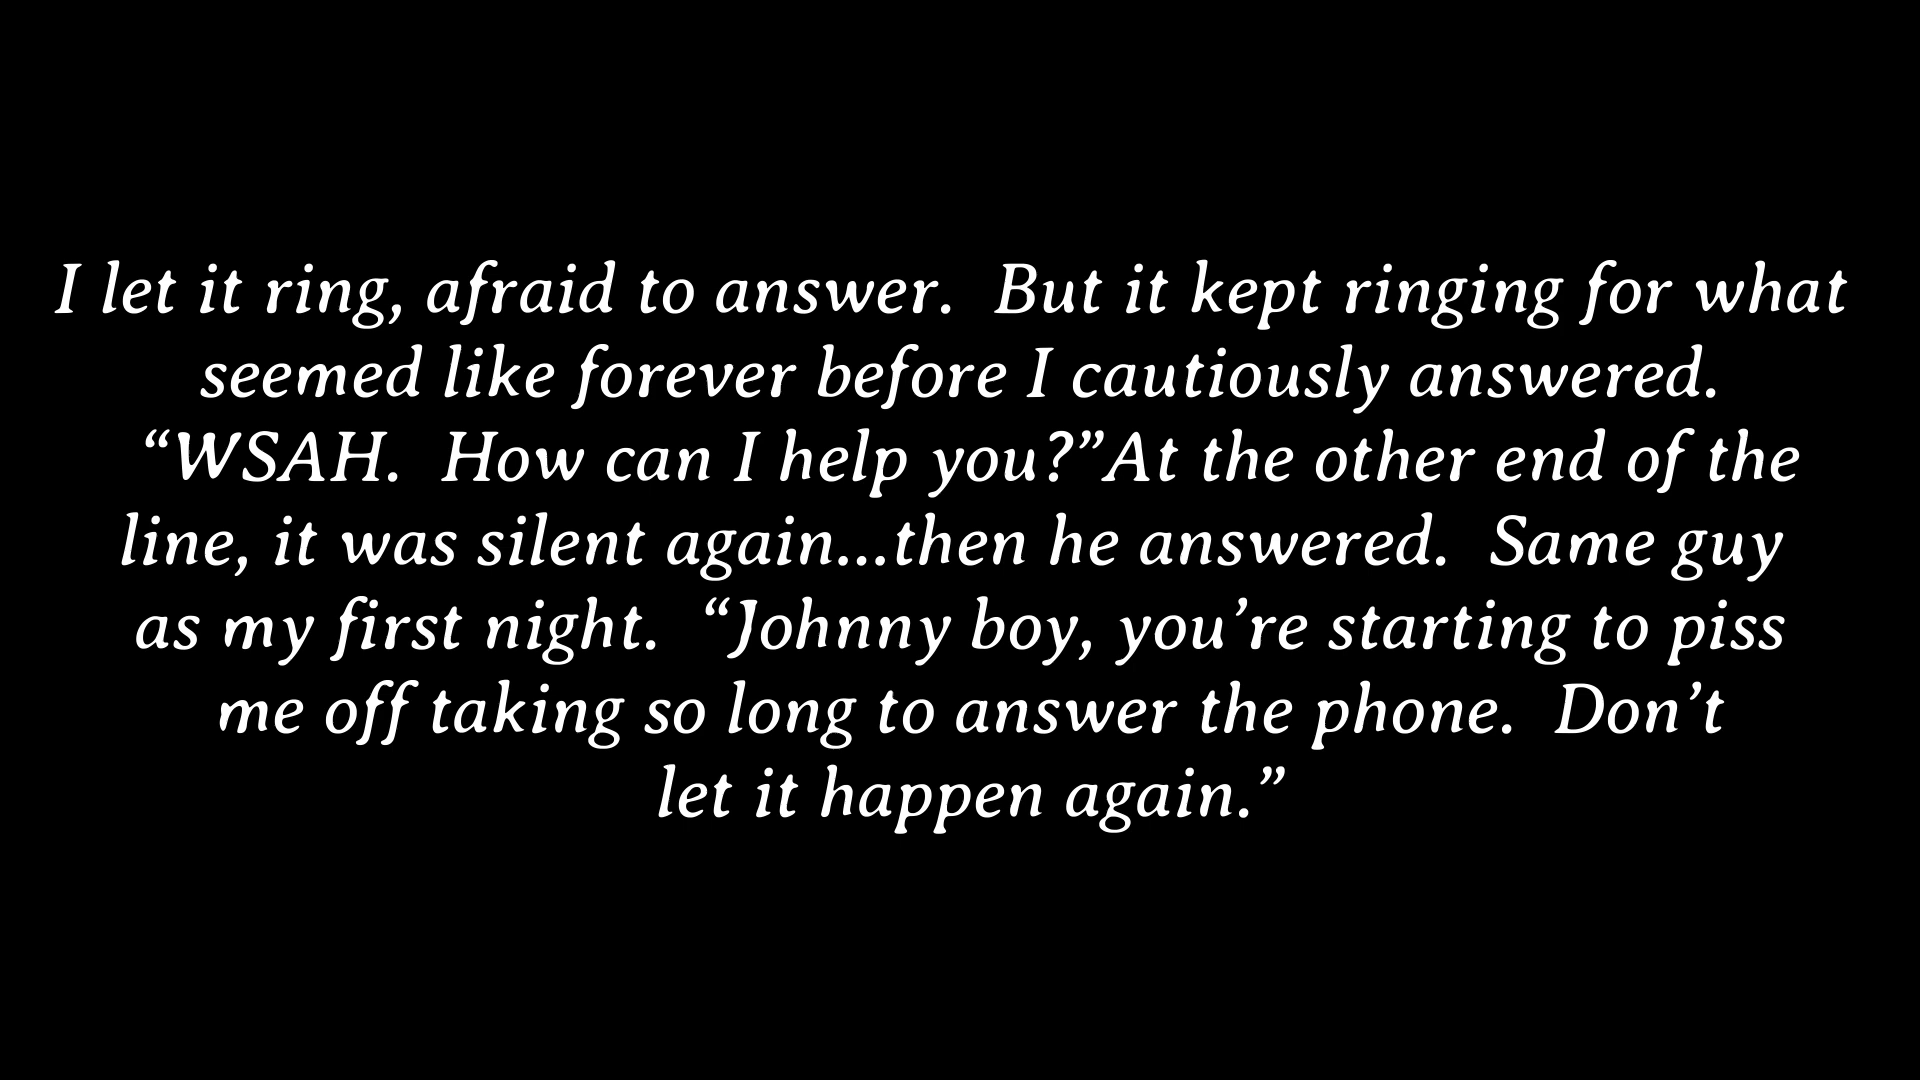 I let it ring, afraid to answer.  But it kept ringing for what
seemed like forever before I cautiously answered.
“WSAH.  How can I help you?”At the other end of the
line, it was silent again...then he answered.  Same guy
as my first night.  “Johnny boy, you’re starting to piss
me off taking so long to answer the phone.  Don’t
let it happen again.”